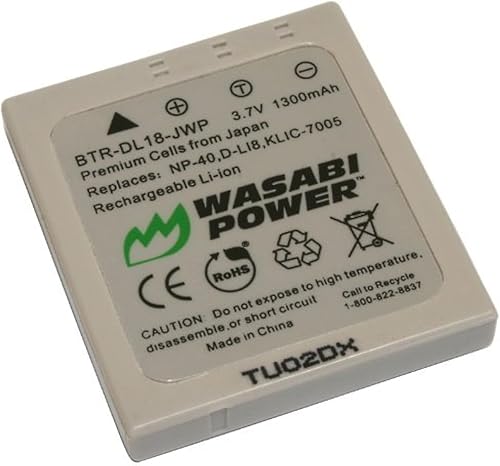 BTR-DL18-JWP 3.7V 1300mAh
Premium Cells from Japan
Replaces: NP-40,D-LI8,KLIC-7005
Rechargeable Li-ion
WASABI
POWER
CE RoHS
Caution: Do not expose to high temperature,
short circuit or disassemble.
Made in China
Call to Recycle
1-800-822-8837
TU02DX